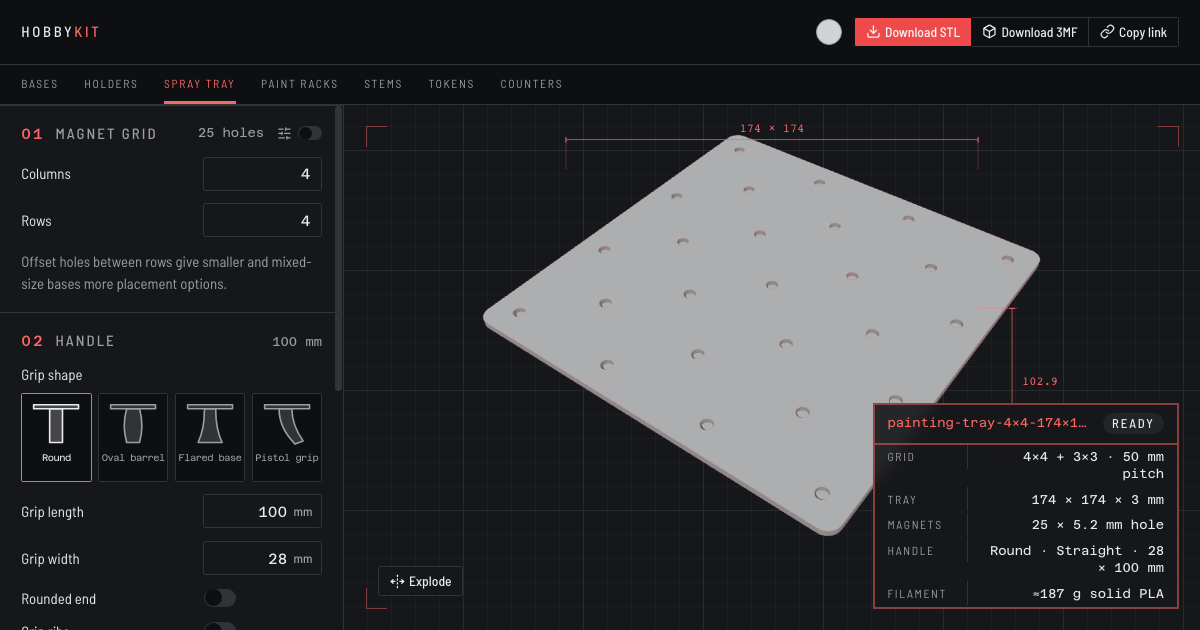 HOBBYKIT
Download STL
Download 3MF
Copy link
BASES HOLDERS SPRAY TRAY PAINT RACKS STEMS TOKENS COUNTERS
01 MAGNET GRID 25 holes
Columns 4
Rows 4
Offset holes between rows give smaller and mixed-
size bases more placement options.
02 HANDLE 100 mm
Grip shape
Round Oval barrel Flared base Pistol grip
Grip length 100 mm
Grip width 28 mm
Rounded end
Grip ribs
174 × 174
102.9
Explode
painting-tray-4×4-174×1… READY
GRID 4×4 + 3×3 · 50 mm
pitch
TRAY 174 × 174 × 3 mm
MAGNETS 25 × 5.2 mm hole
HANDLE Round · Straight · 28
× 100 mm
FILAMENT ≈187 g solid PLA